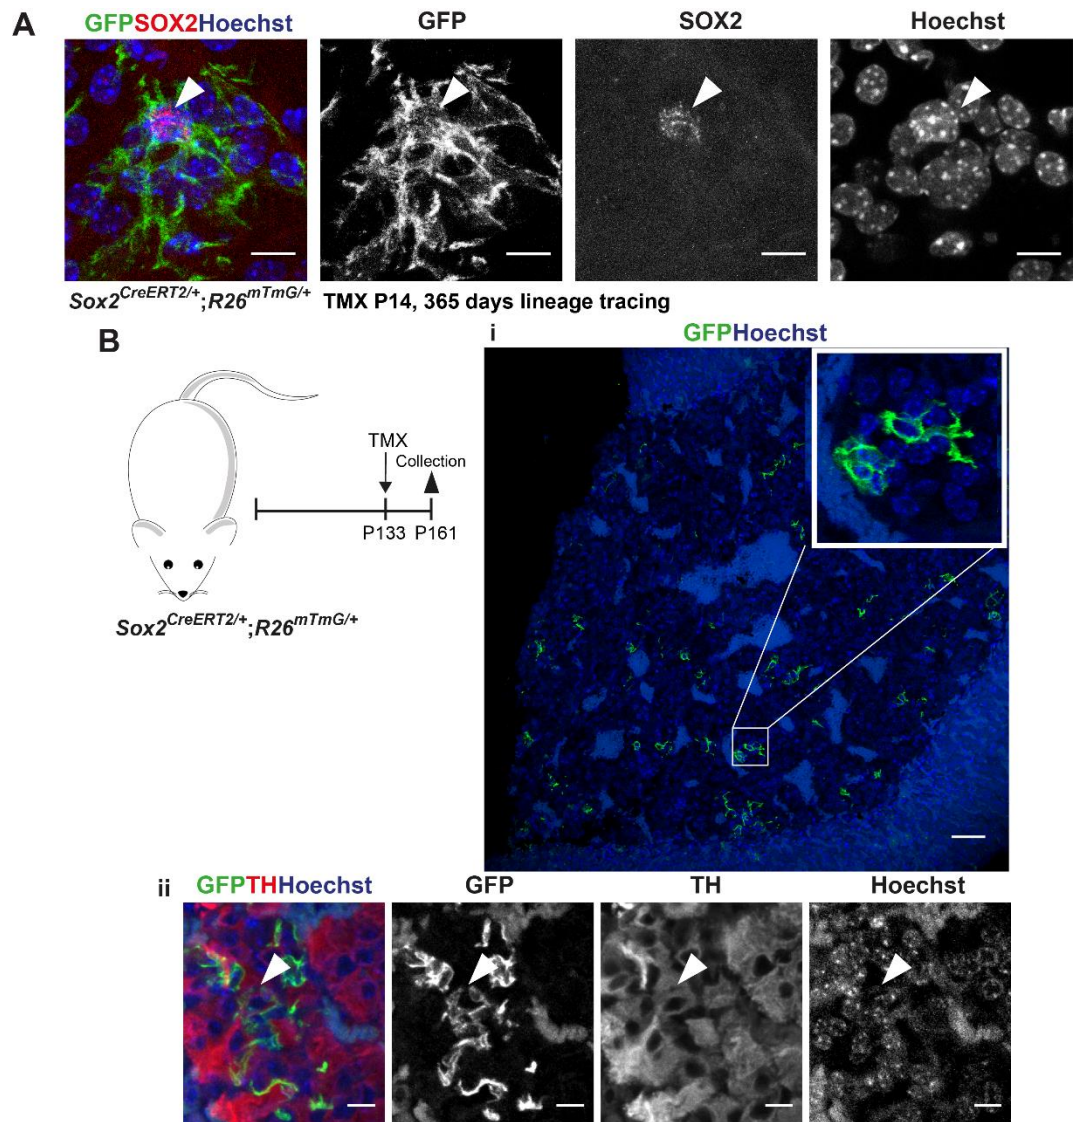 A
GFPSOX2Hoechst GFP SOX2 Hoechst
Sox2CreERT2/+;R26mTmG/+ TMX P14, 365 days lineage tracing
B
TMX
Collection
P133 P161
Sox2CreERT2/+;R26mTmG/+
i
GFPHoechst
ii
GFPTHHoechst GFP TH Hoechst